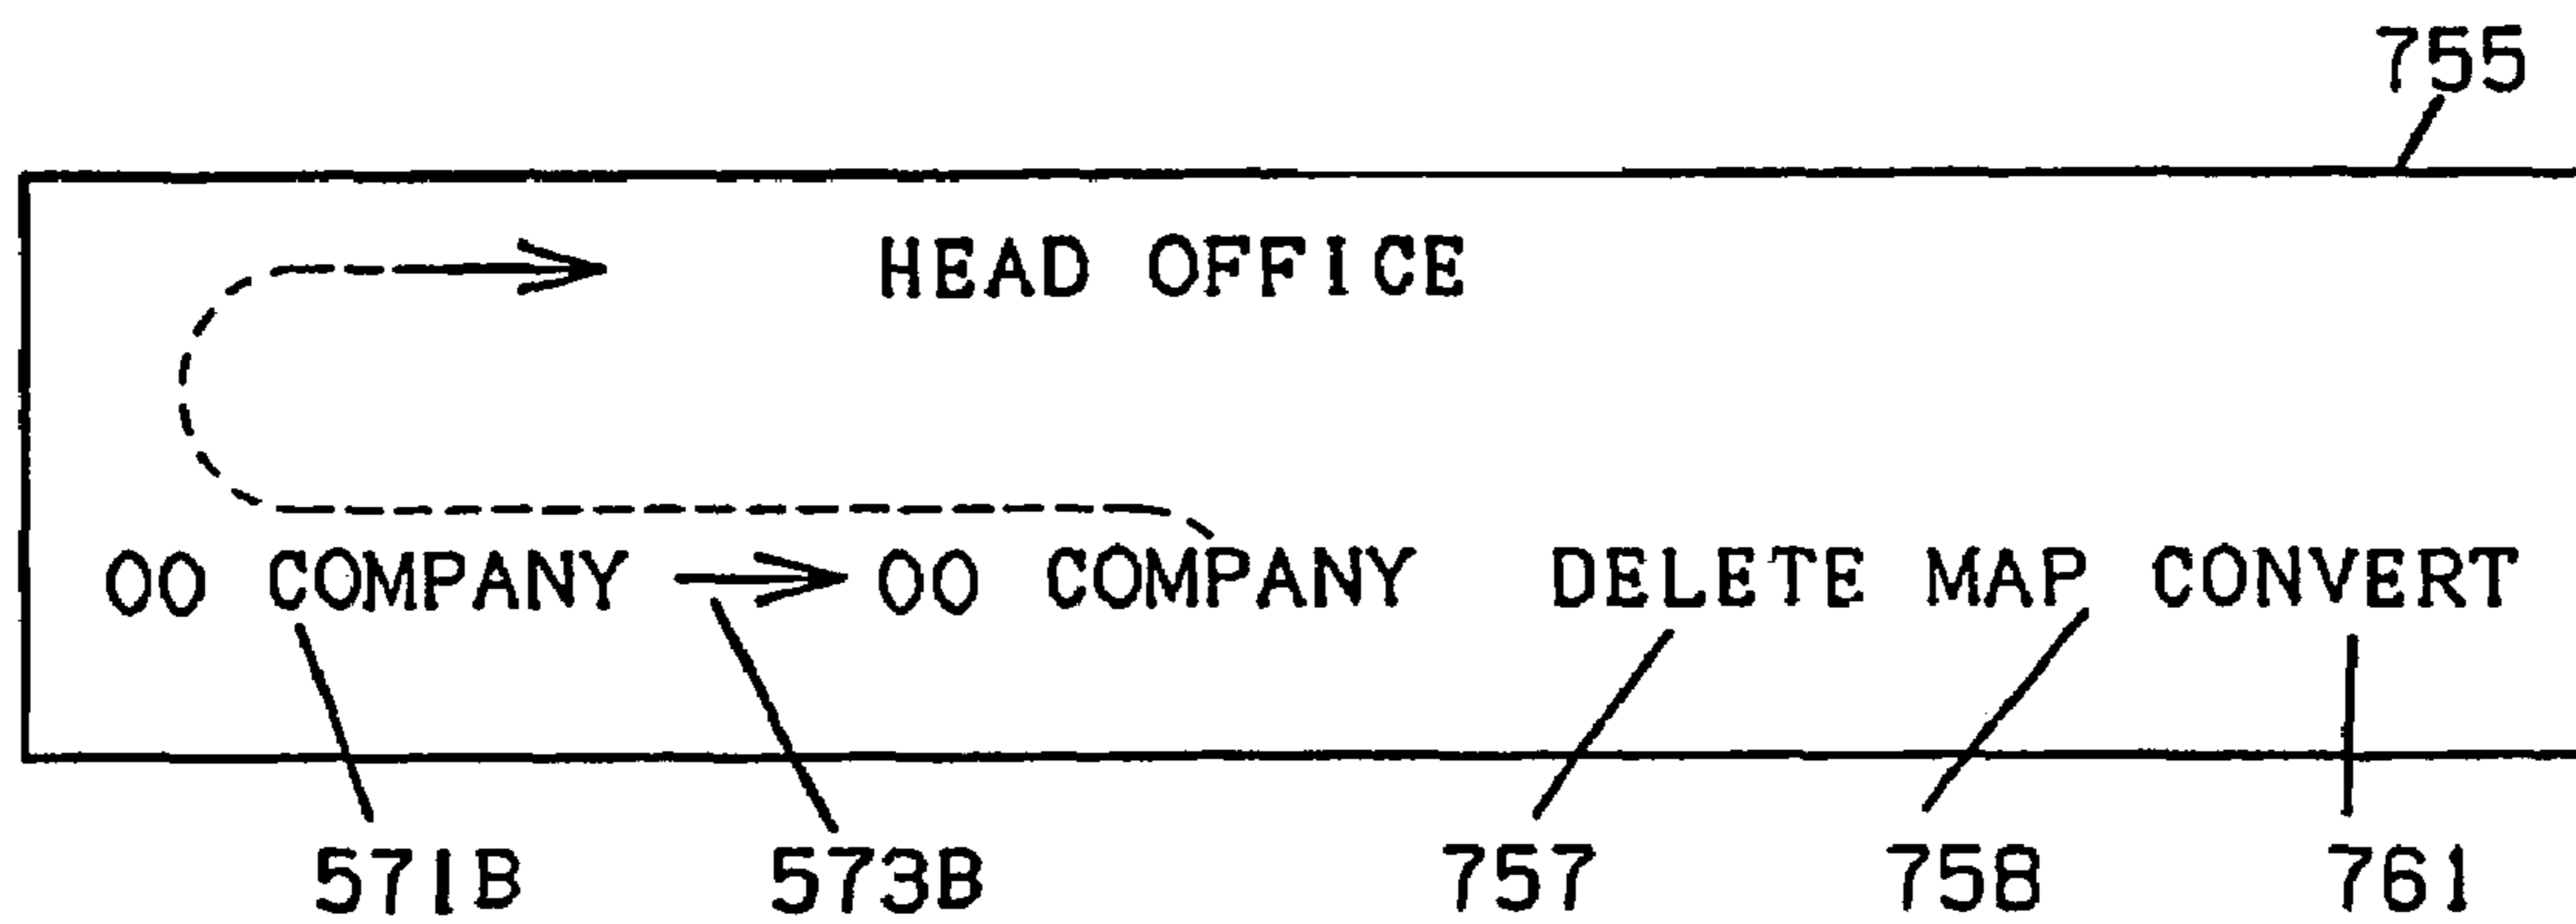 755
HEAD OFFICE
OO COMPANY → OO COMPANY DELETE MAP CONVERT
571B 573B 757 758 761